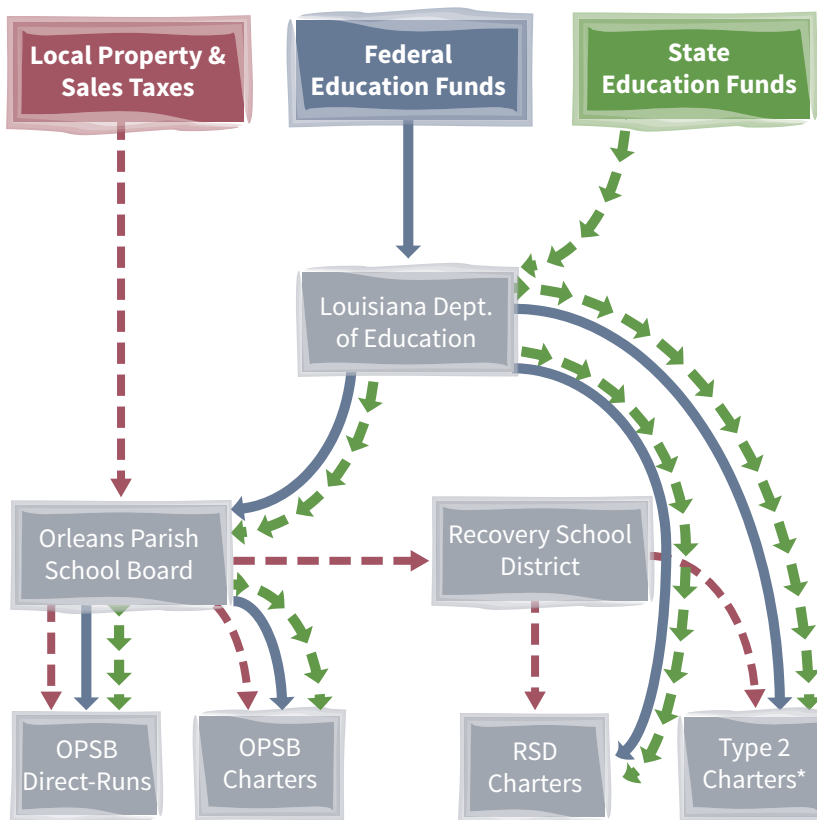 Local Property &
Sales Taxes
Federal
Education Funds
State
Education Funds
Louisiana Dept.
of Education
Orleans Parish
School Board
Recovery School
District
OPSB
Direct-Runs
OPSB
Charters
RSD
Charters
Type 2
Charters*